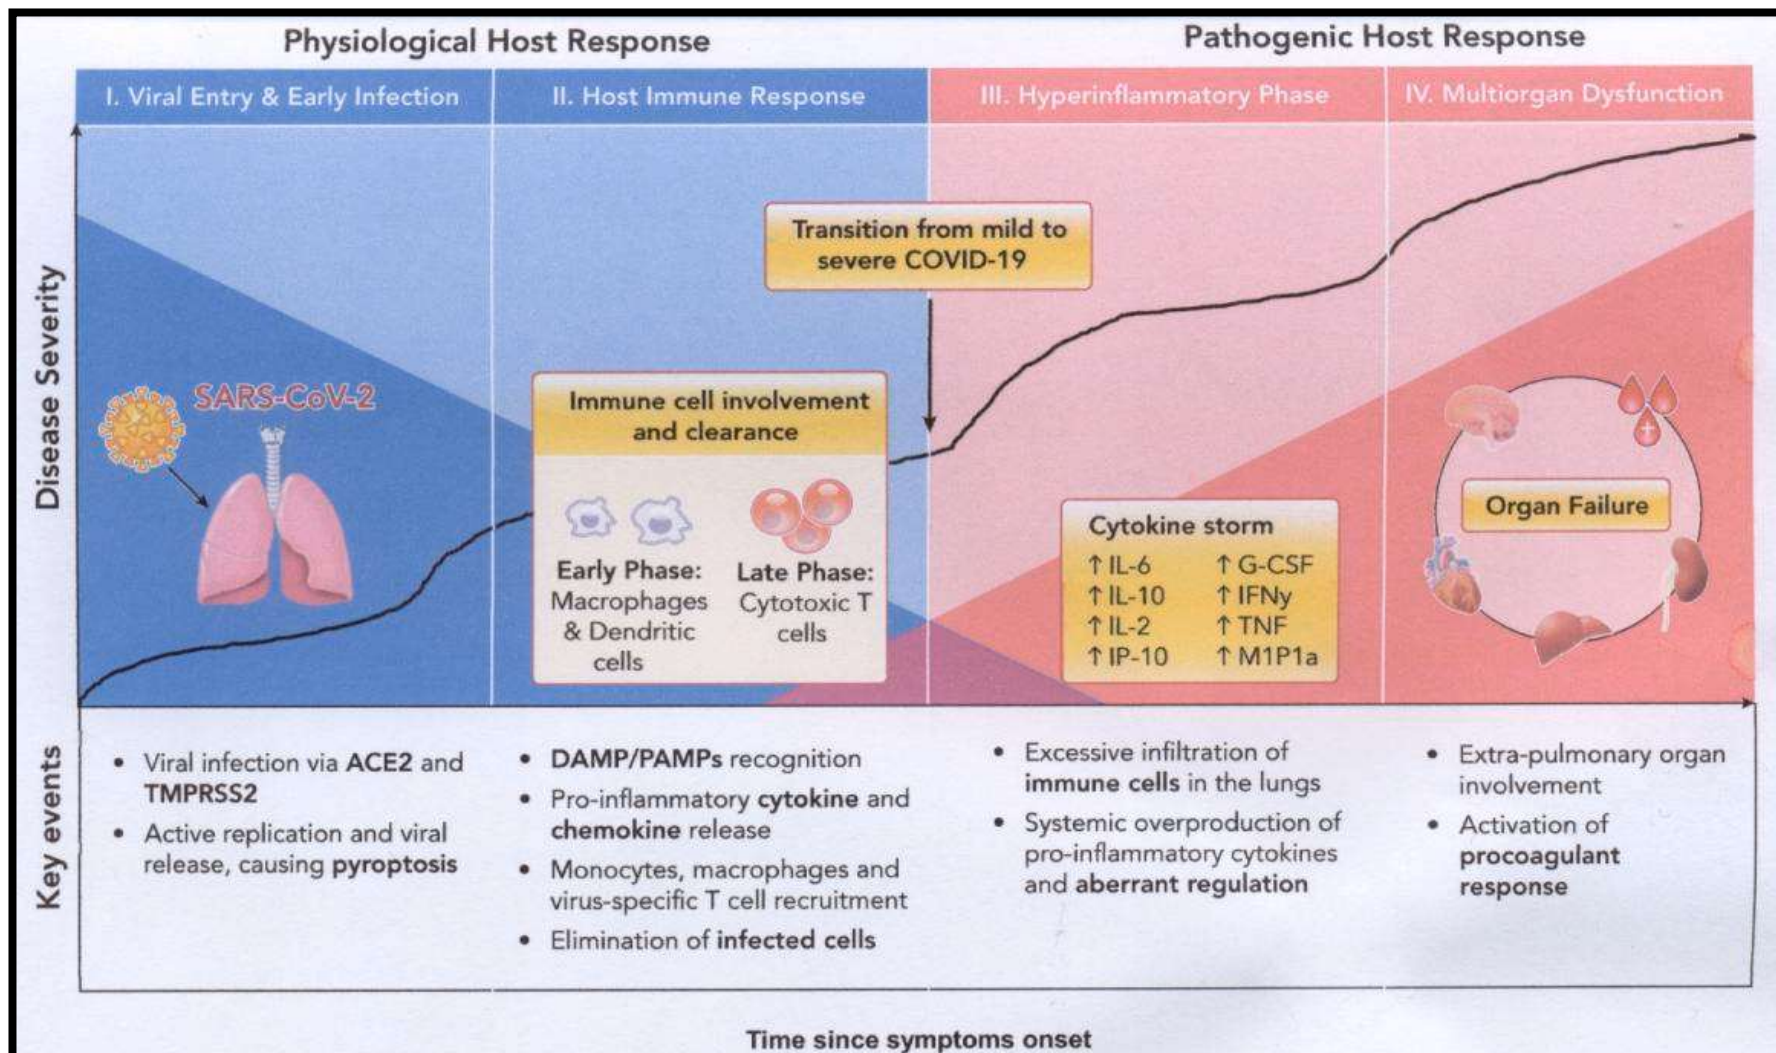 Physiological Host Response
Pathogenic Host Response
I. Viral Entry & Early Infection
II. Host Immune Response
III. Hyperinflammatory Phase
IV. Multiorgan Dysfunction
Disease Severity
Transition from mild to
severe COVID-19
SARS-CoV-2
Immune cell involvement
and clearance
Early Phase:
Macrophages
& Dendritic
cells
Late Phase:
Cytotoxic T
cells
Cytokine storm
↑ IL-6
↑ IL-10
↑ IL-2
↑ IP-10
↑ G-CSF
↑ IFNy
↑ TNF
↑ M1P1a
Organ Failure
Key events
• Viral infection via ACE2 and
TMPRSS2
• Active replication and viral
release, causing pyroptosis
• DAMP/PAMPs recognition
• Pro-inflammatory cytokine and
chemokine release
• Monocytes, macrophages and
virus-specific T cell recruitment
• Elimination of infected cells
• Excessive infiltration of
immune cells in the lungs
• Systemic overproduction of
pro-inflammatory cytokines
and aberrant regulation
• Extra-pulmonary organ
involvement
• Activation of
procoagulant
response
Time since symptoms onset